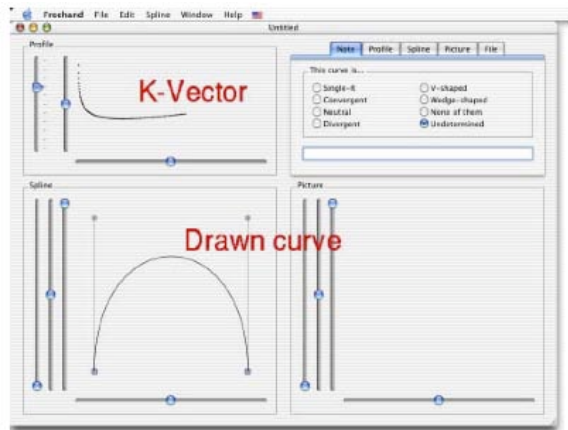 Freehand File Edit Spline Window Help
Untitled
Profile
K-Vector
Note Profile Spline Picture File
This curve is...
Single-R V-shaped
Convergent Wedge-shaped
Neutral None of them
Divergent Undetermined
Spline
Picture
Drawn curve